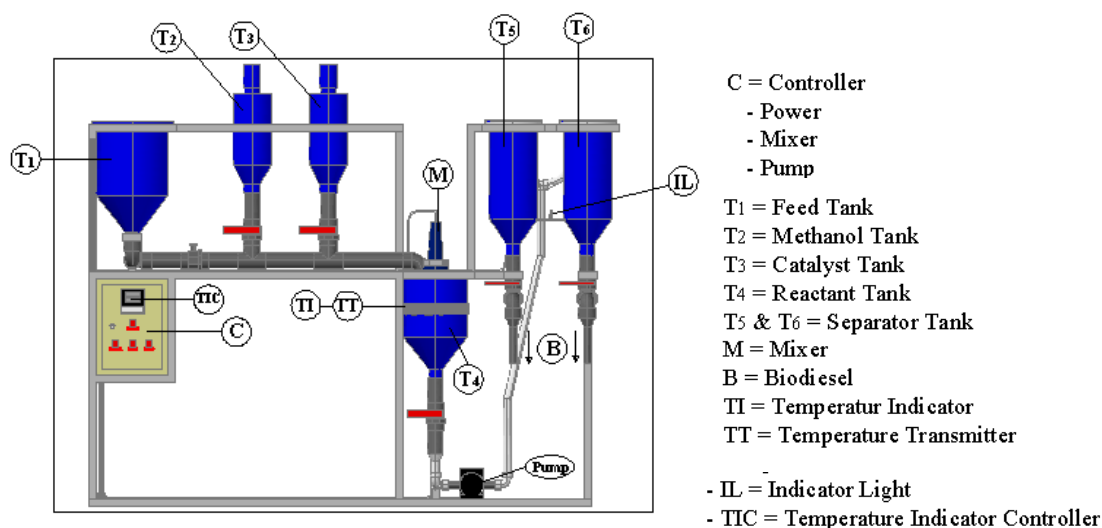 T2
T3
T5
T6
T1
M
IL
TIC
C
TI
TT
T4
B
Pump
C = Controller
- Power
- Mixer
- Pump
T1 = Feed Tank
T2 = Methanol Tank
T3 = Catalyst Tank
T4 = Reactant Tank
T5 & T6 = Separator Tank
M = Mixer
B = Biodiesel
TI = Temperatur Indicator
TT = Temperature Transmitter
-
- IL = Indicator Light
- TIC = Temperature Indicator Controller